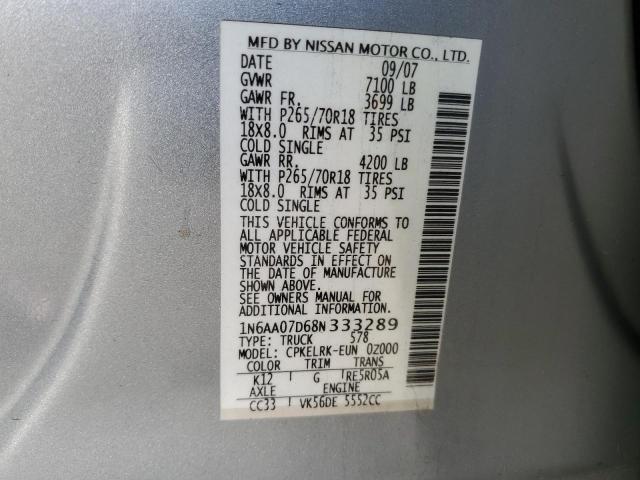 MFD BY NISSAN MOTOR CO., LTD.
DATE 09/07
GVWR 7100 LB
GAWR FR. 3699 LB
WITH P265/70R18 TIRES
18X8.0 RIMS AT 35 PSI
COLD SINGLE
GAWR RR. 4200 LB
WITH P265/70R18 TIRES
18X8.0 RIMS AT 35 PSI
COLD SINGLE
THIS VEHICLE CONFORMS TO
ALL APPLICABLE FEDERAL
MOTOR VEHICLE SAFETY
STANDARDS IN EFFECT ON
THE DATE OF MANUFACTURE
SHOWN ABOVE.
SEE OWNERS MANUAL FOR
ADDITIONAL INFORMATION
1N6AA07D68N333289
TYPE: TRUCK 578
MODEL: CPKELRK-EUN 0Z000
COLOR TRIM TRANS
K12 G RE5R05A
AXLE ENGINE
CC33 VK56DE 5552CC